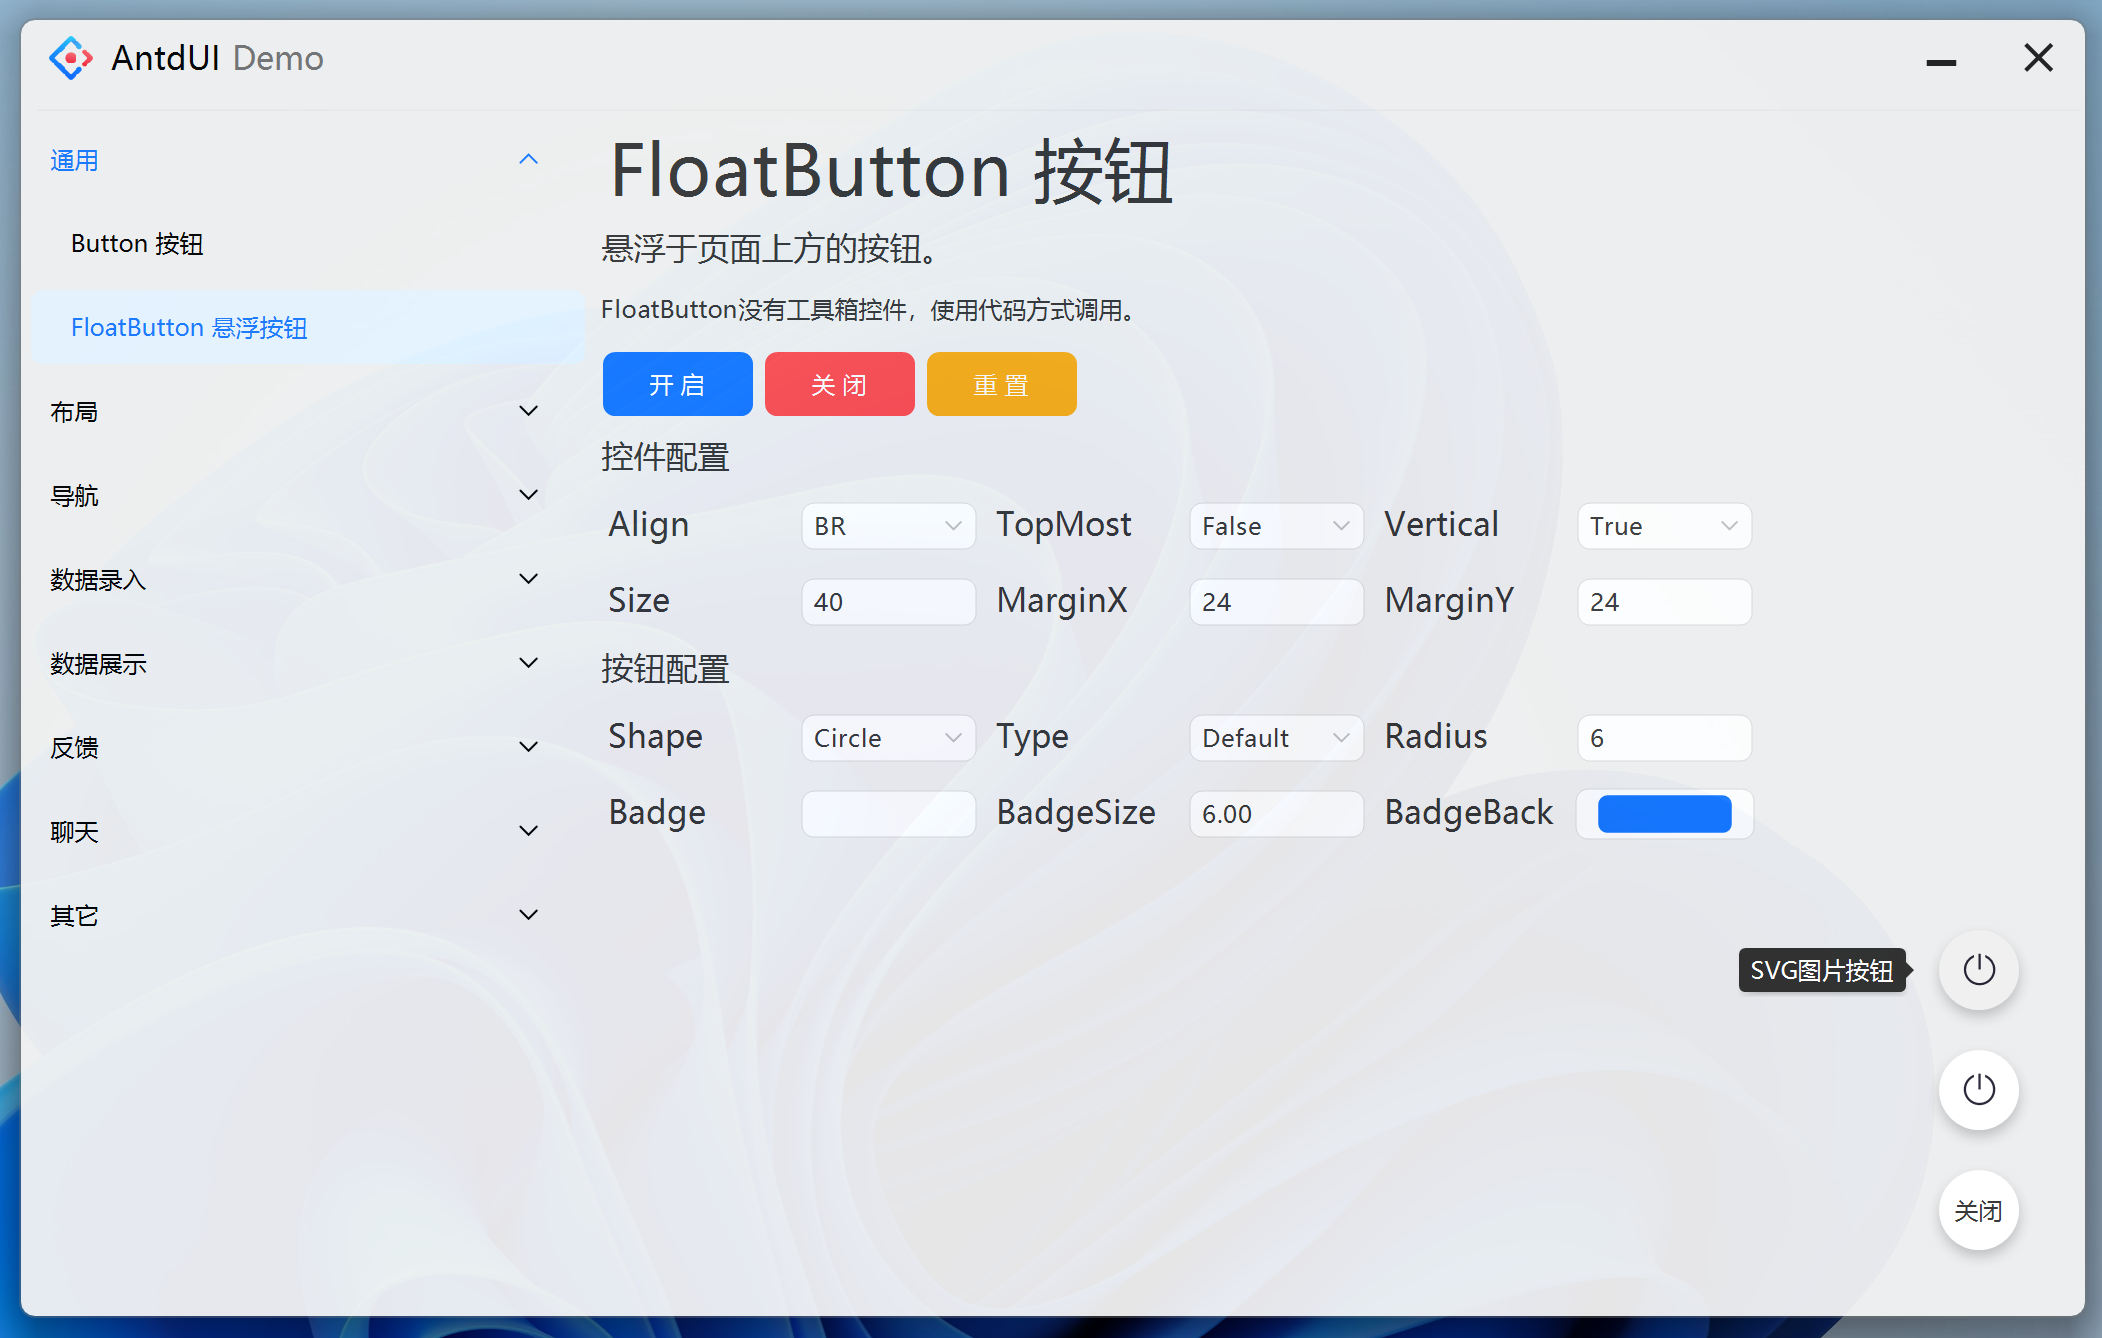 AntdUI Demo
通用
Button 按钮
FloatButton 悬浮按钮
布局
导航
数据录入
数据展示
反馈
聊天
其它
FloatButton 按钮
悬浮于页面上方的按钮。
FloatButton没有工具箱控件，使用代码方式调用。
开启 关闭 重置
控件配置
Align BR TopMost False Vertical True
Size 40 MarginX 24 MarginY 24
按钮配置
Shape Circle Type Default Radius 6
Badge BadgeSize 6.00 BadgeBack
SVG图片按钮
关闭